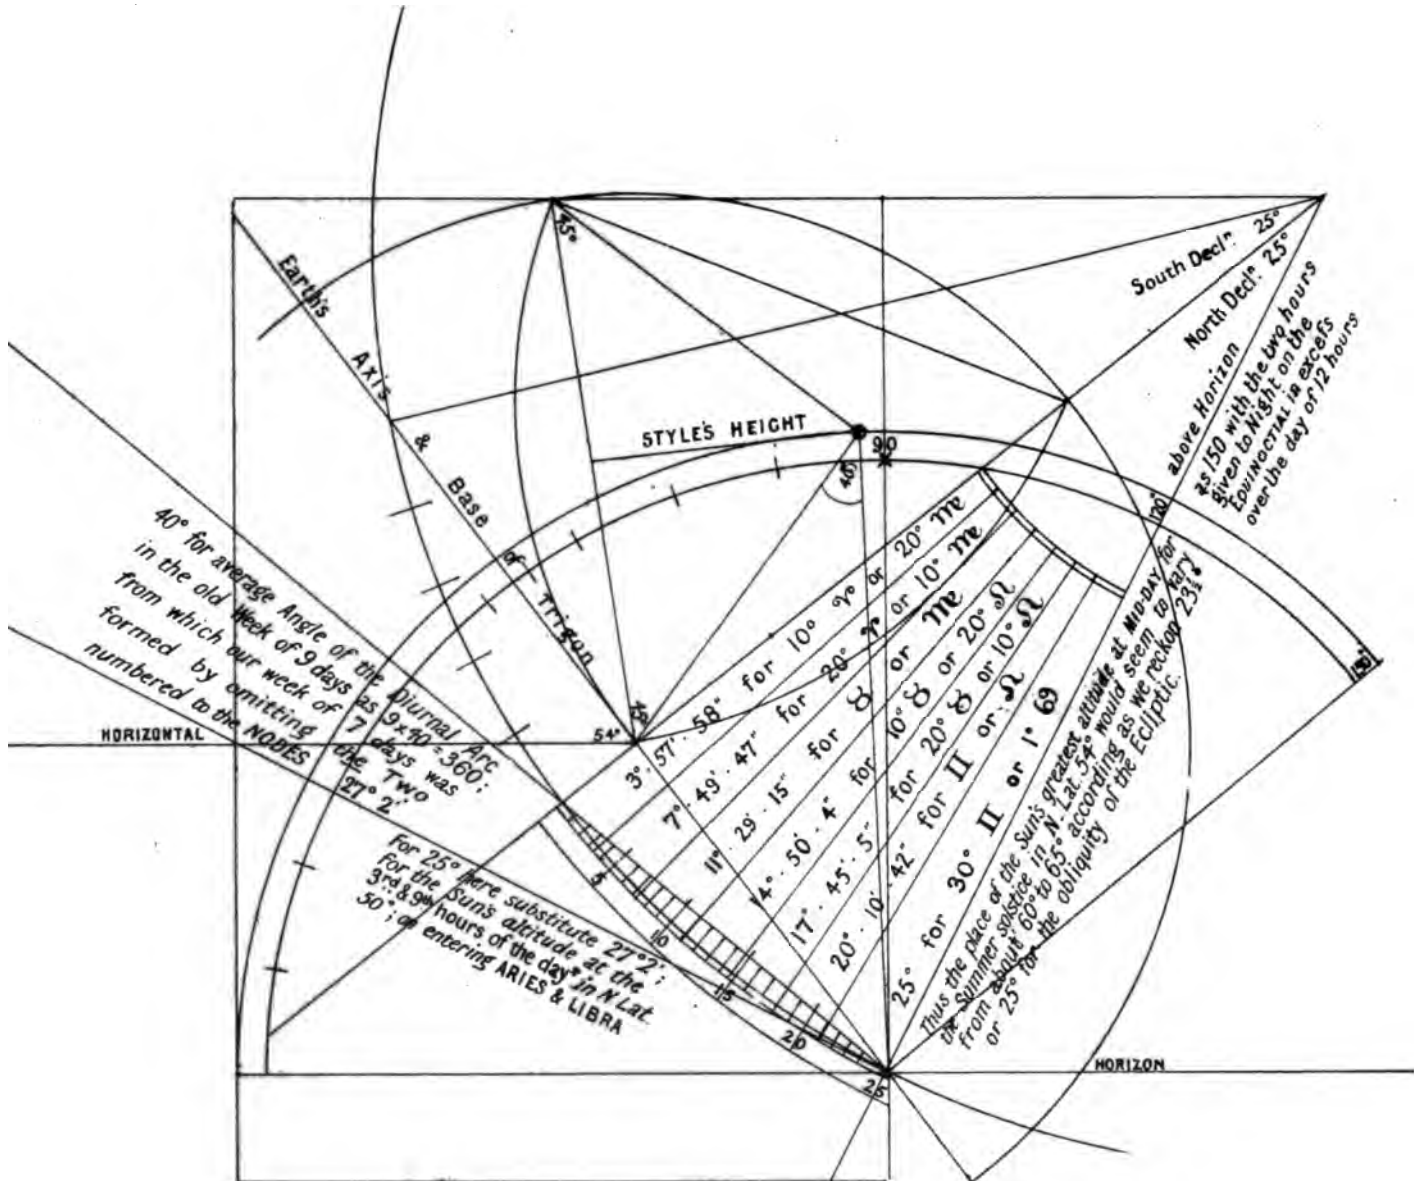 35°
Earth's Axis & Base of Trigon
STYLE'S HEIGHT
90
40°
South Decln. 25°
North Decln. 25°
120° above Horizon
as 150 with the two hours
given to Night on the
EQUINOCTIAL in excess
over the day of 12 hours
150°
40° for average Angle of the Diurnal Arc
in the old Week of 9 days as 9 x 40 = 360;
from which our week of 7 days was
formed by omitting the Two
numbered to the NODES 27° 2'
HORIZONTAL
54°
For 25° here substitute 27° 2';
for the Sun's altitude at the
3rd & 9th hours of the day in N Lat.
50°; on entering ARIES & LIBRA
3° . 57' . 58" for 10° ♈ or 20° ♍
7° . 49' . 47" for 20° ♈ or 10° ♍
11° . 29' . 15" for ♉ or ♍
14° . 50' . 4" for 10° ♉ or 20° ♌
17° . 45' . 5" for 20° ♉ or 10° ♌
20° . 10' . 42" for ♊ or ♌
25° for 30° ♊ or 1° ♋
Thus the place of the Sun's greatest altitude at MID-DAY for
the Summer solstice in N. Lat. 54° would seem to vary
from about 60° to 65° according as we reckon 23½°
or 25° for the obliquity of the Ecliptic.
5
10
15
20
25
HORIZON